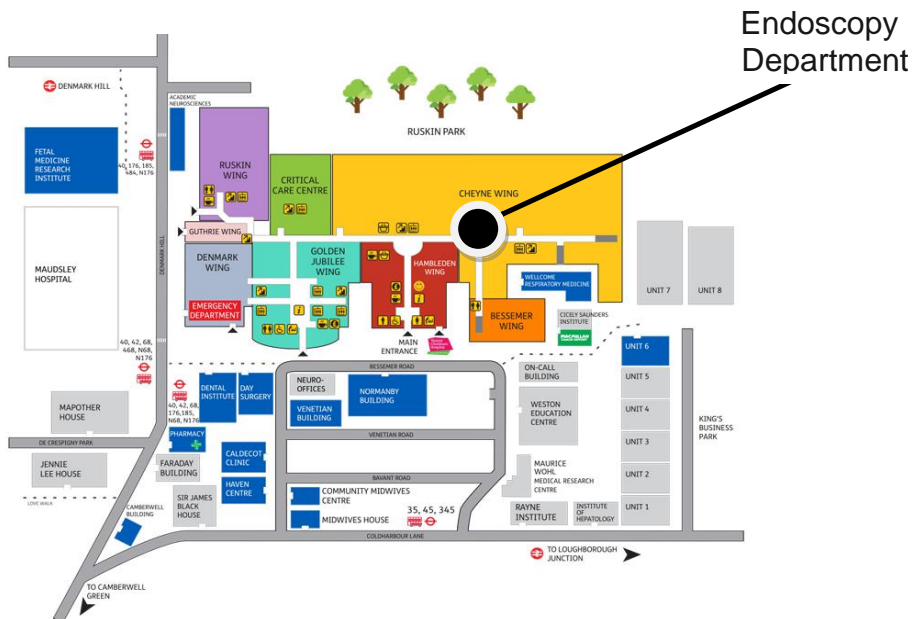 Endoscopy
Department
DENMARK HILL
ACADEMIC
NEUROSCIENCES
RUSKIN PARK
FETAL
MEDICINE
RESEARCH
INSTITUTE
40, 176, 185,
484, N176
RUSKIN
WING
CRITICAL
CARE CENTRE
CHEYNE WING
GUTHRIE WING
DENMARK HILL
MAUDSLEY
HOSPITAL
DENMARK
WING
GOLDEN
JUBILEE
WING
HAMBLEDEN
WING
WELLCOME
RESPIRATORY MEDICINE
UNIT 7
UNIT 8
EMERGENCY
DEPARTMENT
BESSEMER
WING
CICELY SAUNDERS
INSTITUTE
MACMILLAN
CANCER SUPPORT
MAIN
ENTRANCE
40, 42, 68,
468, N68,
N176
BESSEMER ROAD
UNIT 6
ON-CALL
BUILDING
UNIT 5
NEURO-
OFFICES
NORMANBY
BUILDING
DENTAL
INSTITUTE
DAY
SURGERY
40, 42, 68,
176,185,
N68, N176
VENETIAN
BUILDING
WESTON
EDUCATION
CENTRE
UNIT 4
MAPOTHER
HOUSE
KING'S
BUSINESS
PARK
PHARMACY
VENETIAN ROAD
UNIT 3
DE CRESPIGNY PARK
CALDECOT
CLINIC
JENNIE
LEE HOUSE
FARADAY
BUILDING
MAURICE
WOHL
MEDICAL RESEARCH
CENTRE
UNIT 2
BAVANT ROAD
HAVEN
CENTRE
COMMUNITY MIDWIVES
CENTRE
LOVE WALK
CAMBERWELL
BUILDING
SIR JAMES
BLACK
HOUSE
MIDWIVES HOUSE
35, 45, 345
RAYNE
INSTITUTE
INSTITUTE
OF
HEPATOLOGY
UNIT 1
COLDHARBOUR LANE
TO LOUGHBOROUGH
JUNCTION
TO CAMBERWELL
GREEN